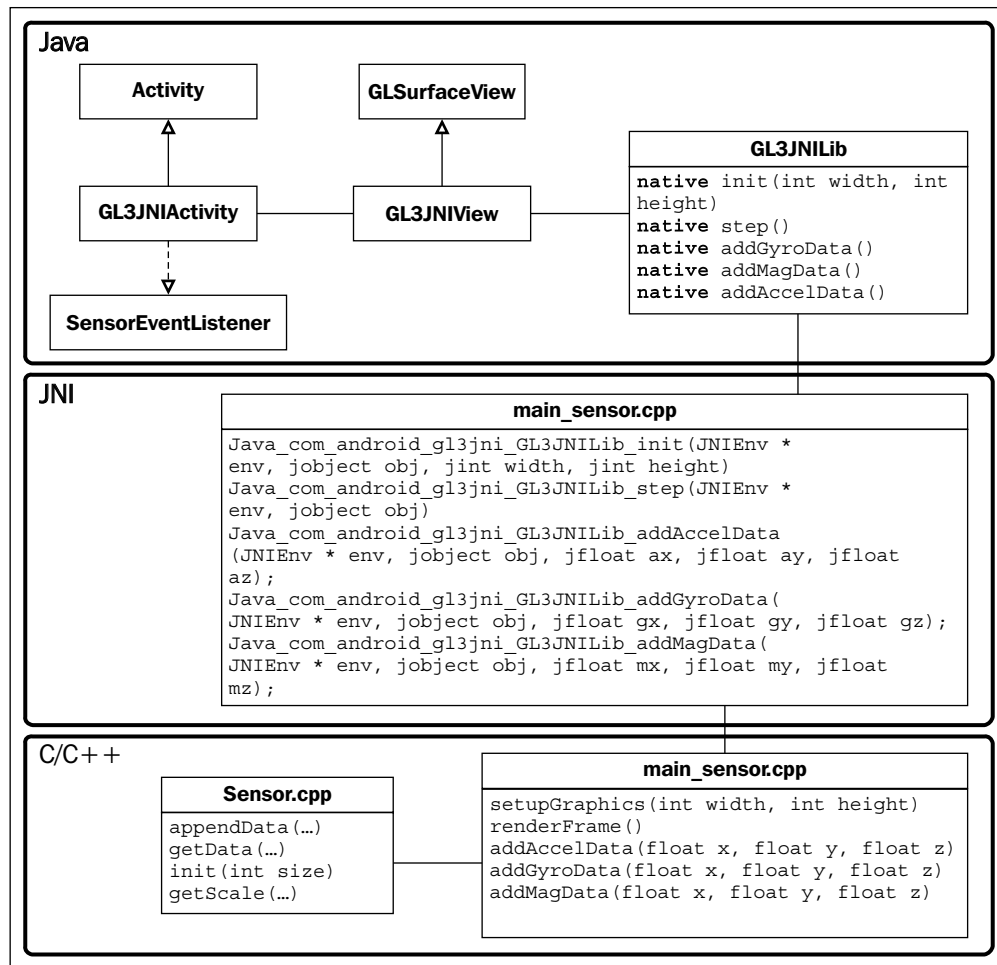 Java
Activity
GLSurfaceView
GL3JNILib
native init(int width, int
height)
native step()
native addGyroData()
native addMagData()
native addAccelData()
GL3JNIActivity
GL3JNIView
SensorEventListener
JNI
main_sensor.cpp
Java_com_android_gl3jni_GL3JNILib_init(JNIEnv *
env, jobject obj, jint width, jint height)
Java_com_android_gl3jni_GL3JNILib_step(JNIEnv *
env, jobject obj)
Java_com_android_gl3jni_GL3JNILib_addAccelData
(JNIEnv * env, jobject obj, jfloat ax, jfloat ay, jfloat
az);
Java_com_android_gl3jni_GL3JNILib_addGyroData(
JNIEnv * env, jobject obj, jfloat gx, jfloat gy, jfloat gz);
Java_com_android_gl3jni_GL3JNILib_addMagData(
JNIEnv * env, jobject obj, jfloat mx, jfloat my, jfloat
mz);
C/C++
Sensor.cpp
appendData(…)
getData(…)
init(int size)
getScale(…)
main_sensor.cpp
setupGraphics(int width, int height)
renderFrame()
addAccelData(float x, float y, float z)
addGyroData(float x, float y, float z)
addMagData(float x, float y, float z)